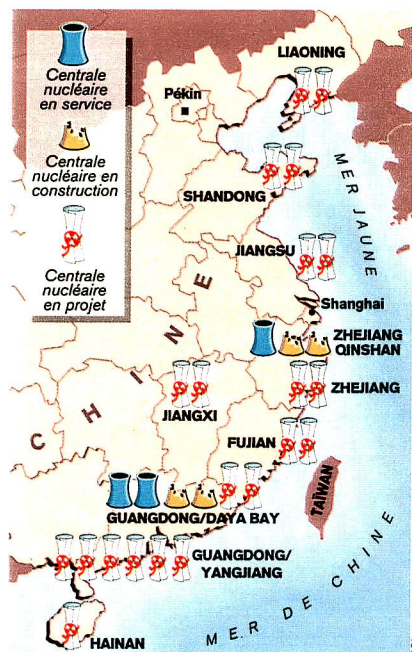 Centrale
nucléaire
en service
Centrale
nucléaire en
construction
Centrale
nucléaire
en projet
LIAONING
Pékin
MER JAUNE
SHANDONG
JIANGSU
Shanghai
CHINE
ZHEJIANG
QINSHAN
ZHEJIANG
JIANGXI
FUJIAN
TAÏWAN
GUANGDONG/DAYA BAY
GUANGDONG/
YANGJIANG
MER DE CHINE
HAINAN